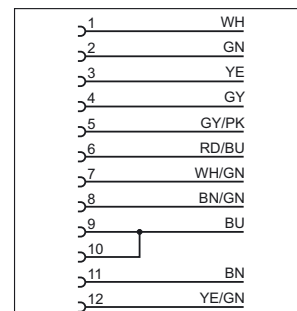 1 WH
2 GN
3 YE
4 GY
5 GY/PK
6 RD/BU
7 WH/GN
8 BN/GN
9 BU
10
11 BN
12 YE/GN